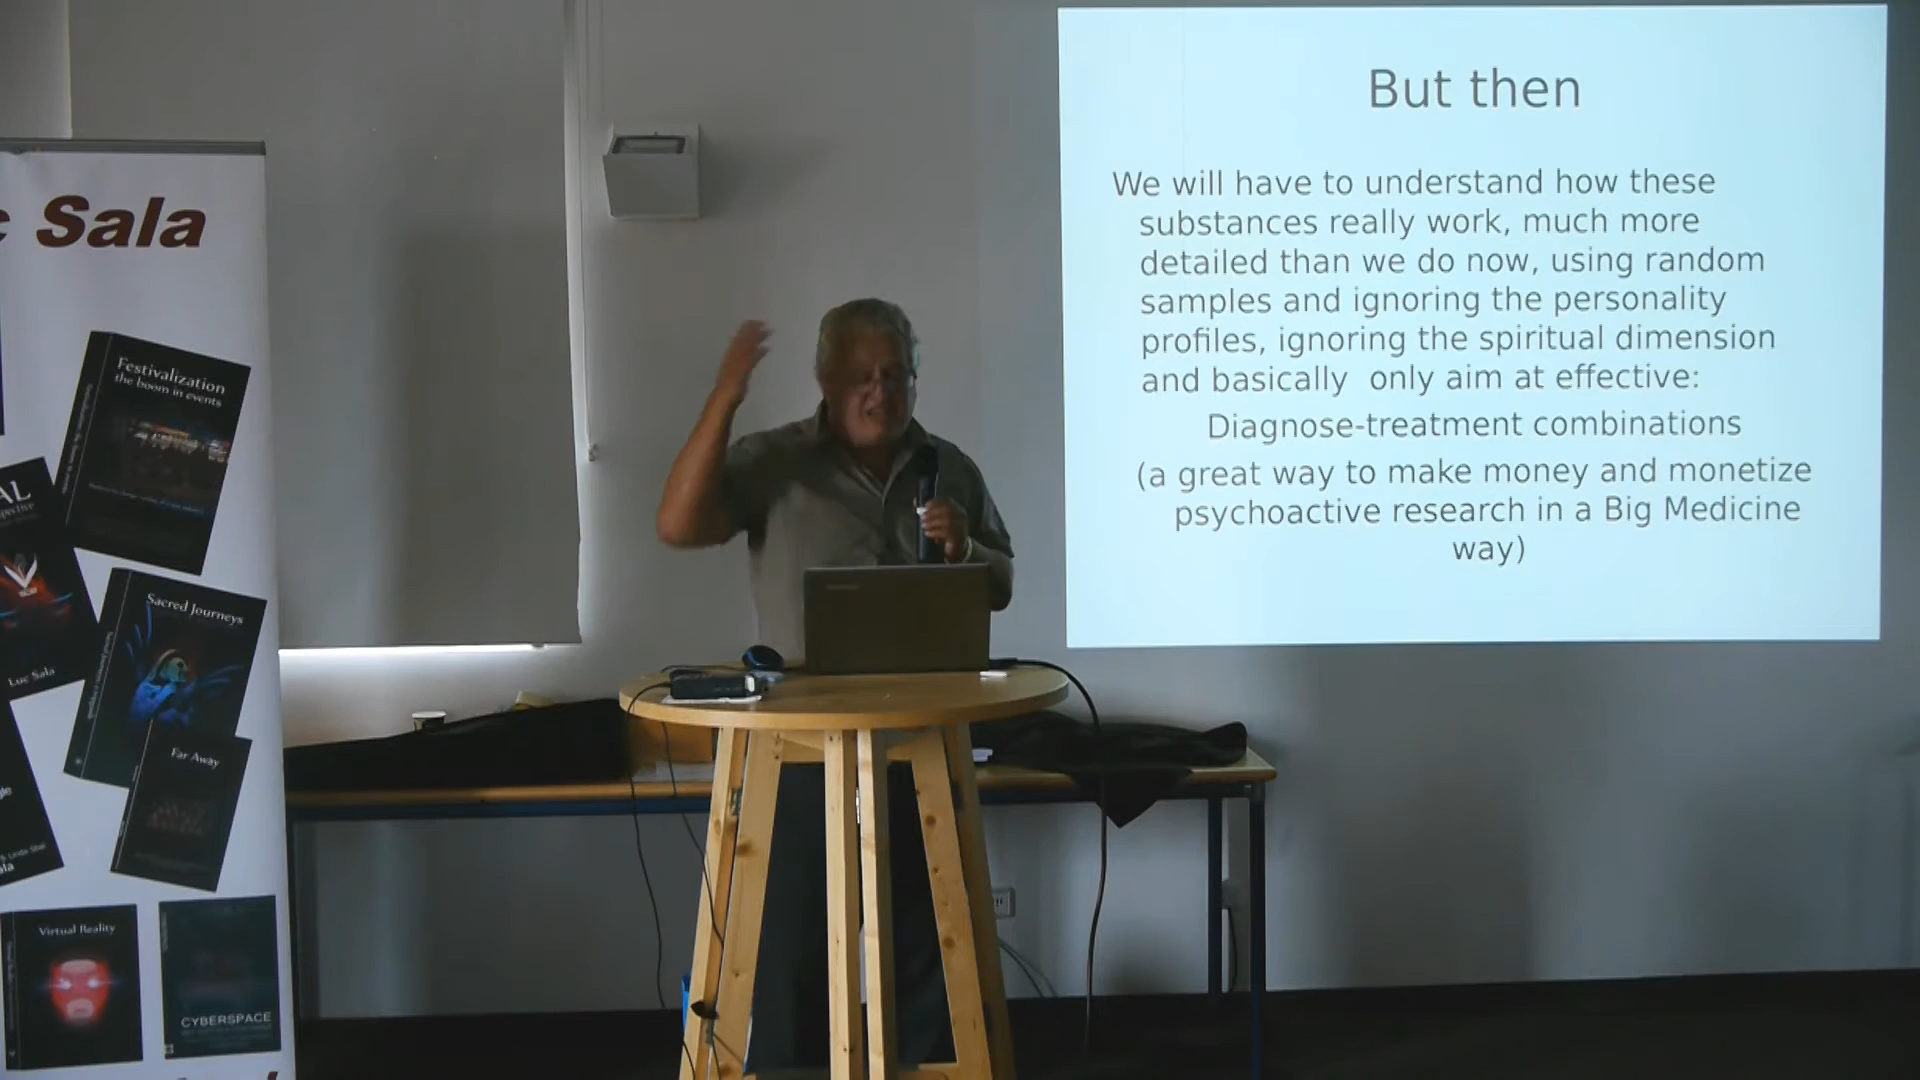 Sala
Festivalization
the boom in events
AL
Luc Sala
Sacred Journeys
Far Away
Virtual Reality
CYBERSPACE
But then
We will have to understand how these
substances really work, much more
detailed than we do now, using random
samples and ignoring the personality
profiles, ignoring the spiritual dimension
and basically only aim at effective:
Diagnose-treatment combinations
(a great way to make money and monetize
psychoactive research in a Big Medicine
way)